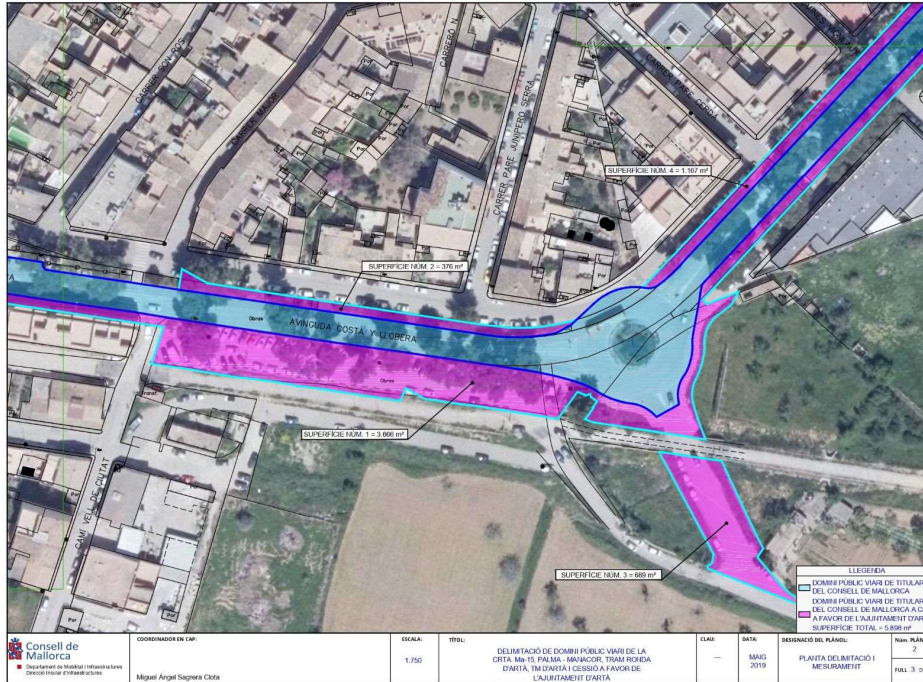 CARRER SON ROS
CARRER MAJOR
CARRERÓ N
CARRER PARE JUNÍPERO SERRA
SUPERFÍCIE NÚM. 4 = 1.167 m²
SUPERFÍCIE NÚM. 2 = 376 m²
AVINGUDA COSTA Y LLOBERA
Obras
Obras
SUPERFÍCIE NÚM. 1 = 3.666 m²
CAMÍ VELL DE CIUTAT
SUPERFÍCIE NÚM. 3 = 689 m²
LLEGENDA
DOMINI PÚBLIC VIARI DE TITULAR
DEL CONSELL DE MALLORCA
DOMINI PÚBLIC VIARI DE TITULAR
DEL CONSELL DE MALLORCA A
A FAVOR DE L'AJUNTAMENT D'AR
SUPERFÍCIE TOTAL = 5.898 m²
Consell de
Mallorca
Departament de Mobilitat i Infraestructures
Direcció Insular d'Infraestructures
COORDINADOR EN CAP:
Miguel Ángel Sagrera Clota
ESCALA:
1.750
TÍTOL:
DELIMITACIÓ DE DOMINI PÚBLIC VIARI DE LA
CRTA. Ma-15, PALMA - MANACOR, TRAM RONDA
D'ARTÀ, TM D'ARTÀ I CESSIÓ A FAVOR DE
L'AJUNTAMENT D'ARTÀ
CLAU:
—
DATA:
MAIG
2019
DESIGNACIÓ DEL PLÀNOL:
PLANTA DELIMITACIÓ I
MESURAMENT
Núm. PLÀN
2
FULL 3 D